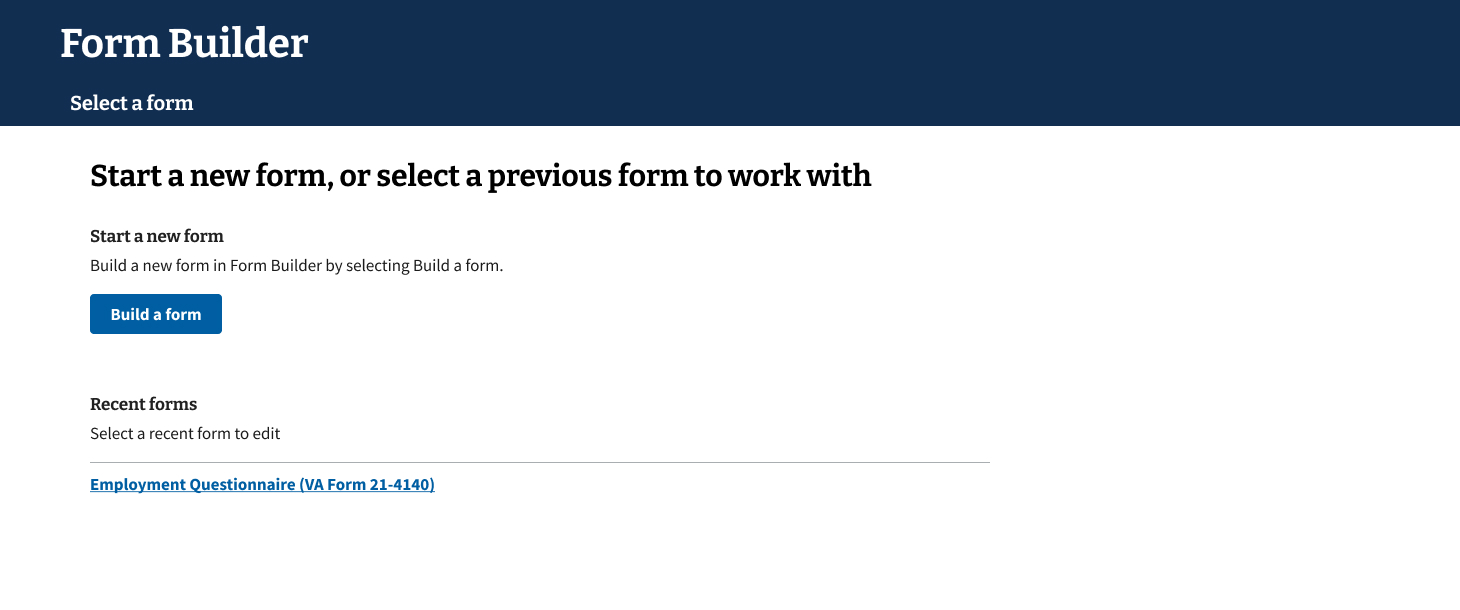 Form Builder
Select a form
Start a new form, or select a previous form to work with
Start a new form
Build a new form in Form Builder by selecting Build a form.
Build a form
Recent forms
Select a recent form to edit
Employment Questionnaire (VA Form 21-4140)